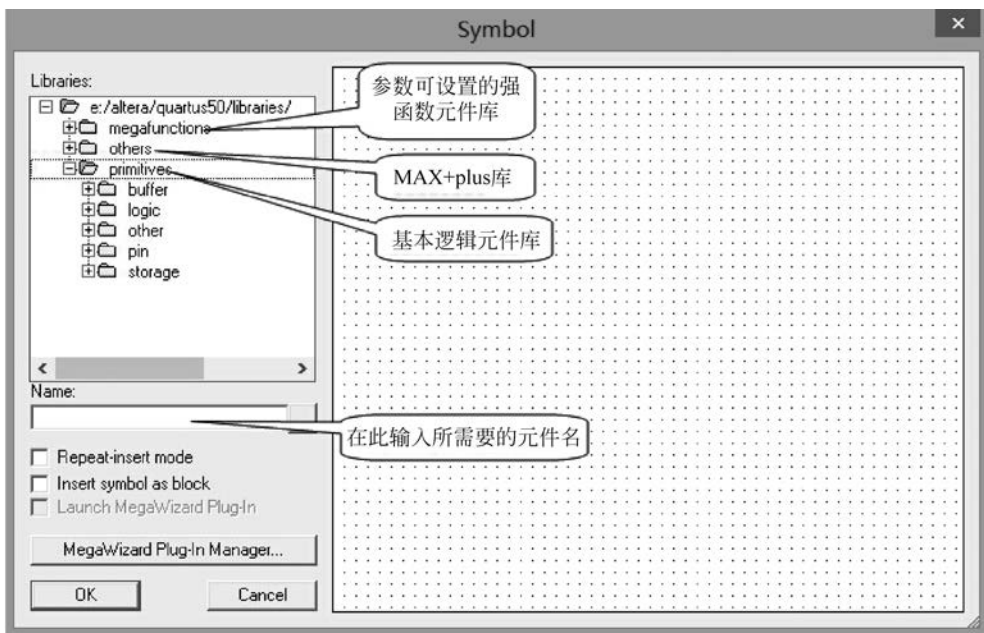 Symbol
Libraries:
e:/altera/quartus50/libraries/
megafunctions
others
primitives
buffer
logic
other
pin
storage
参数可设置的强
函数元件库
MAX+plus库
基本逻辑元件库
Name:
在此输入所需要的元件名
Repeat-insert mode
Insert symbol as block
Launch MegaWizard Plug-In
MegaWizard Plug-In Manager...
OK
Cancel